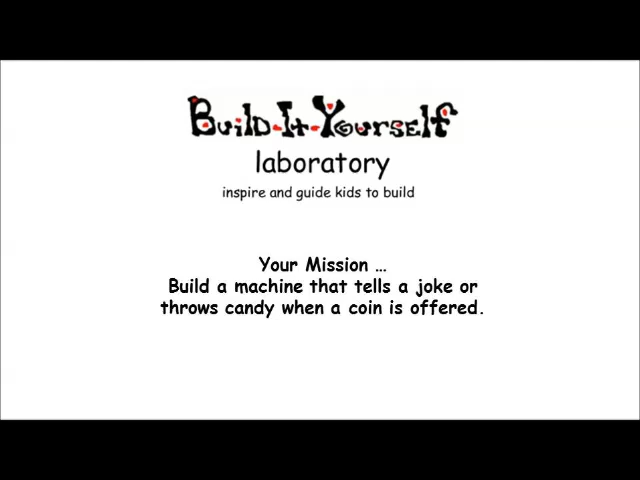 Build-It-Yourself
laboratory
inspire and guide kids to build
Your Mission ...
Build a machine that tells a joke or
throws candy when a coin is offered.